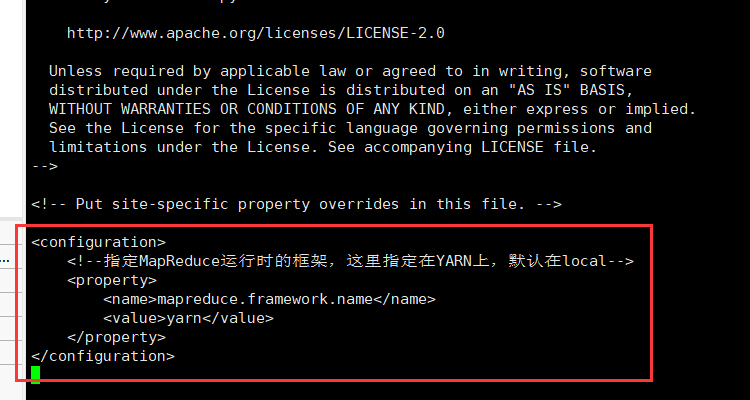 http://www.apache.org/licenses/LICENSE-2.0
Unless required by applicable law or agreed to in writing, software
distributed under the License is distributed on an "AS IS" BASIS,
WITHOUT WARRANTIES OR CONDITIONS OF ANY KIND, either express or implied.
See the License for the specific language governing permissions and
limitations under the License. See accompanying LICENSE file.
-->
<!-- Put site-specific property overrides in this file. -->
<configuration>
<!--指定MapReduce运行时的框架，这里指定在YARN上，默认在local-->
<property>
<name>mapreduce.framework.name</name>
<value>yarn</value>
</property>
</configuration>